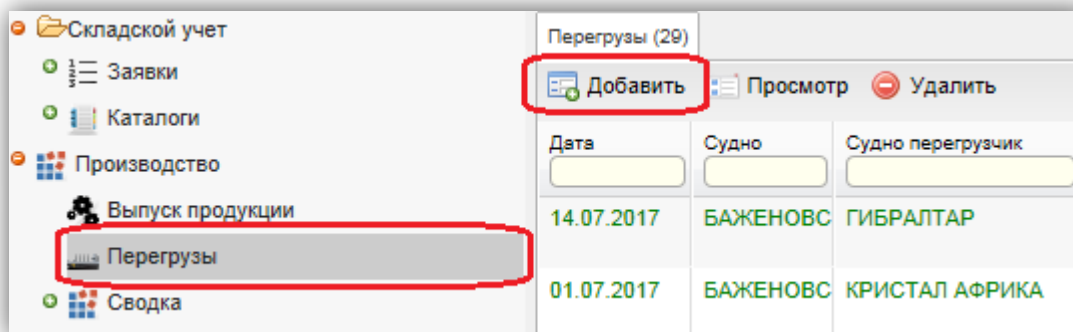 Складской учет
Заявки
Каталоги
Производство
Выпуск продукции
Перегрузы
Сводка
Перегрузы (29)
Добавить Просмотр Удалить
Дата Судно Судно перегрузчик
14.07.2017 БАЖЕНОВС ГИБРАЛТАР
01.07.2017 БАЖЕНОВС КРИСТАЛ АФРИКА